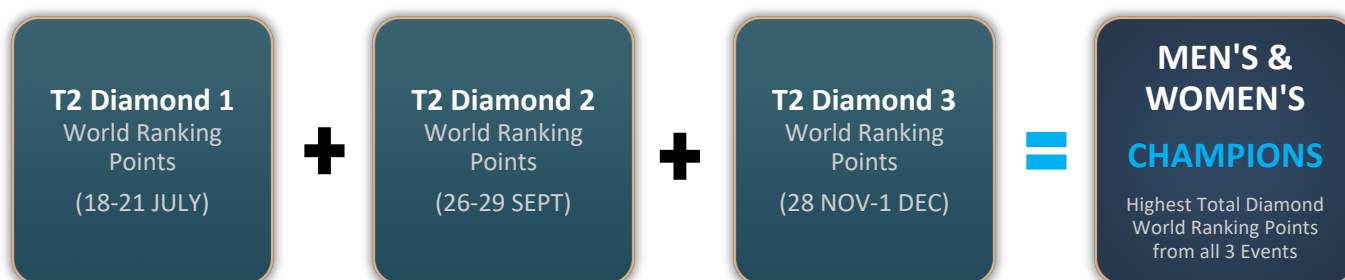 T2 Diamond 1
World Ranking
Points
(18-21 JULY)
+
T2 Diamond 2
World Ranking
Points
(26-29 SEPT)
+
T2 Diamond 3
World Ranking
Points
(28 NOV-1 DEC)
=
MEN'S &
WOMEN'S
CHAMPIONS
Highest Total Diamond
World Ranking Points
from all 3 Events